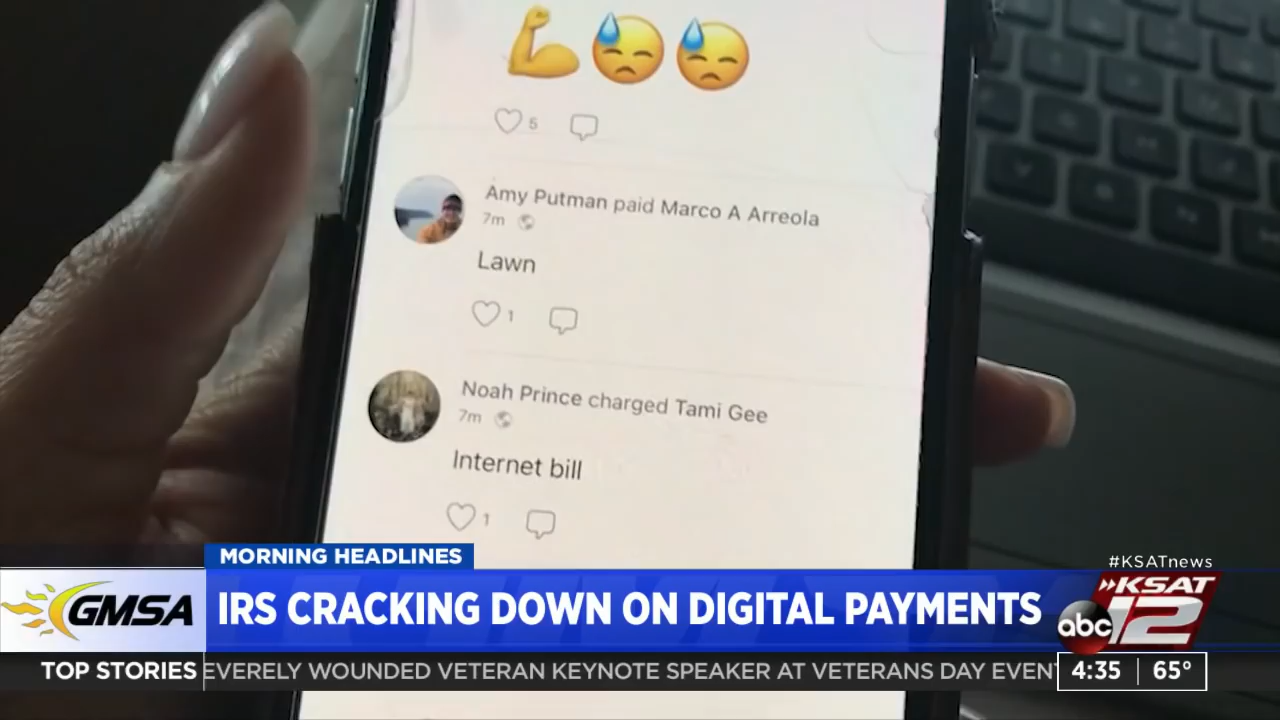 5
Amy Putman paid Marco A Arreola
7m
Lawn
1
Noah Prince charged Tami Gee
7m
Internet bill
1
MORNING HEADLINES
#KSATnews
GMSA
IRS CRACKING DOWN ON DIGITAL PAYMENTS
KSAT
abc 12
TOP STORIES
EVERELY WOUNDED VETERAN KEYNOTE SPEAKER AT VETERANS DAY EVEN
4:35 65°